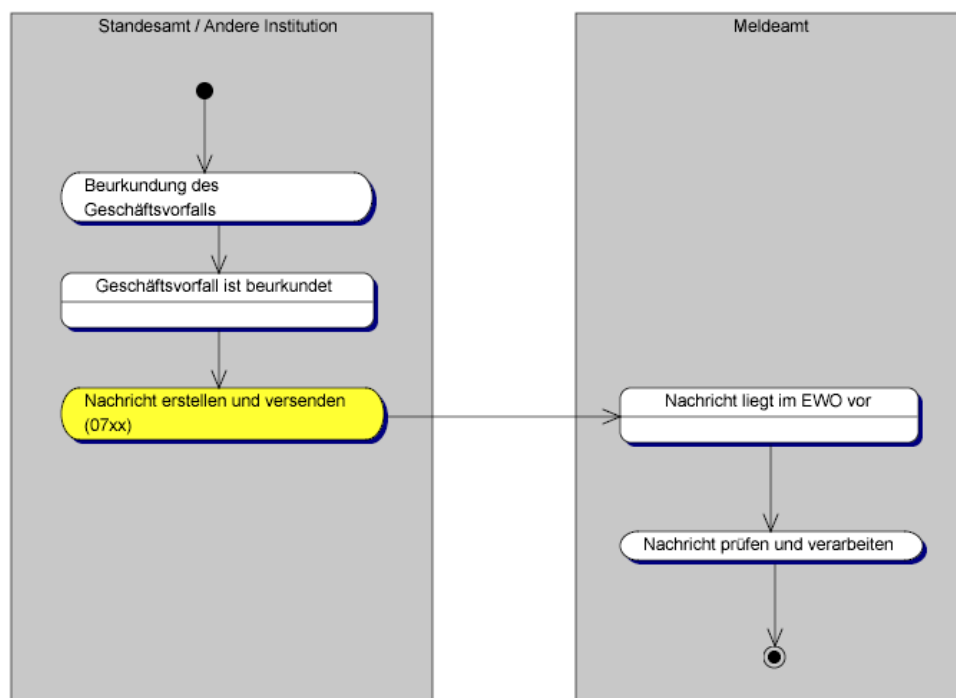 Standesamt / Andere Institution
Meldeamt
Beurkundung des
Geschäftsvorfalls
Geschäftsvorfall ist beurkundet
Nachricht erstellen und versenden
(07xx)
Nachricht liegt im EWO vor
Nachricht prüfen und verarbeiten